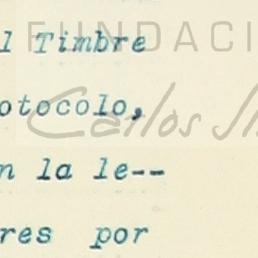 l Timbre
otocolo,
n la le--
res por
FUNDACI
Carlos